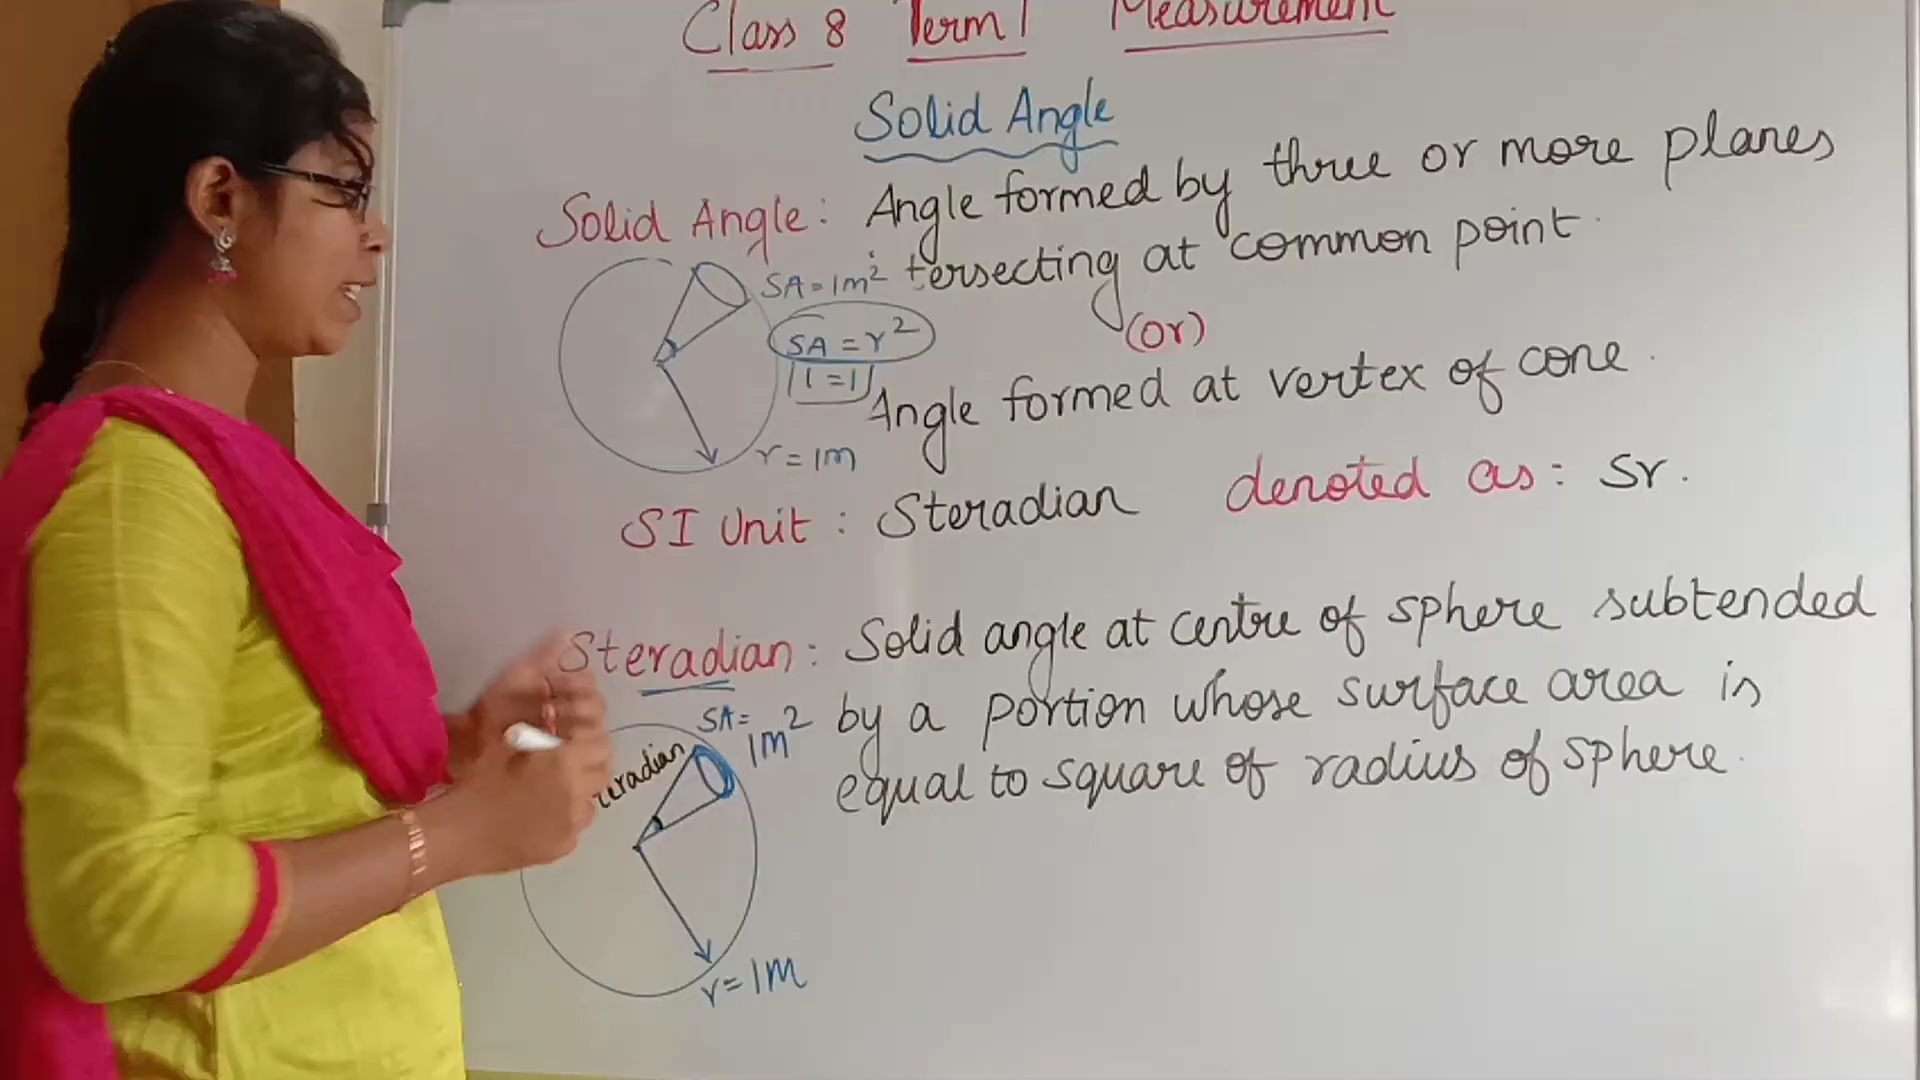 Class 8 Term 1 Measurement
Solid Angle
Solid Angle: Angle formed by three or more planes
tersecting at common point.
SA=1m²
SA = r²
1=1
(or)
Angle formed at vertex of cone.
r=1m
SI Unit: Steradian denoted as: Sr.
Steradian: Solid angle at centre of sphere subtended
by a portion whose surface area is
equal to square of radius of sphere.
SA=
1m²
teradian
r=1m